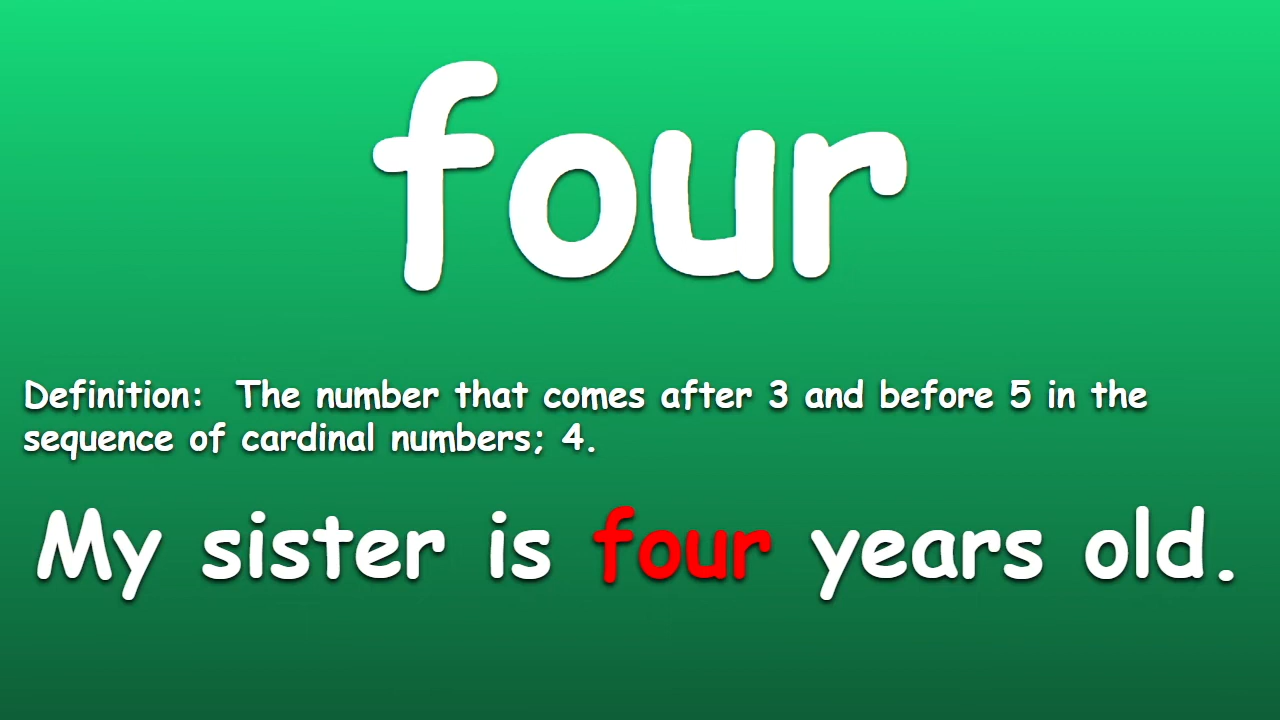 four
Definition:  The number that comes after 3 and before 5 in the
sequence of cardinal numbers; 4.
My sister is four years old.